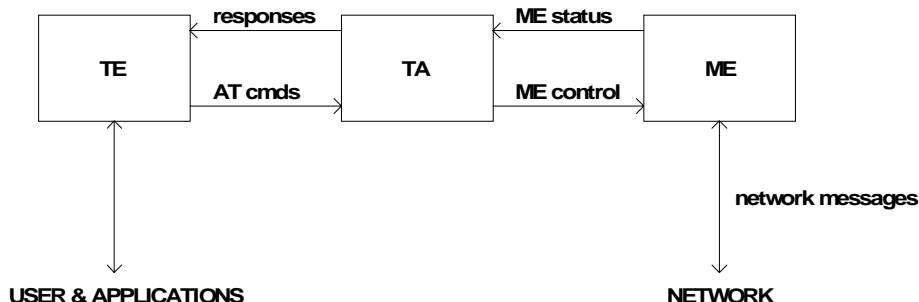 responses
ME status
TE
TA
ME
AT cmds
ME control
network messages
USER & APPLICATIONS
NETWORK